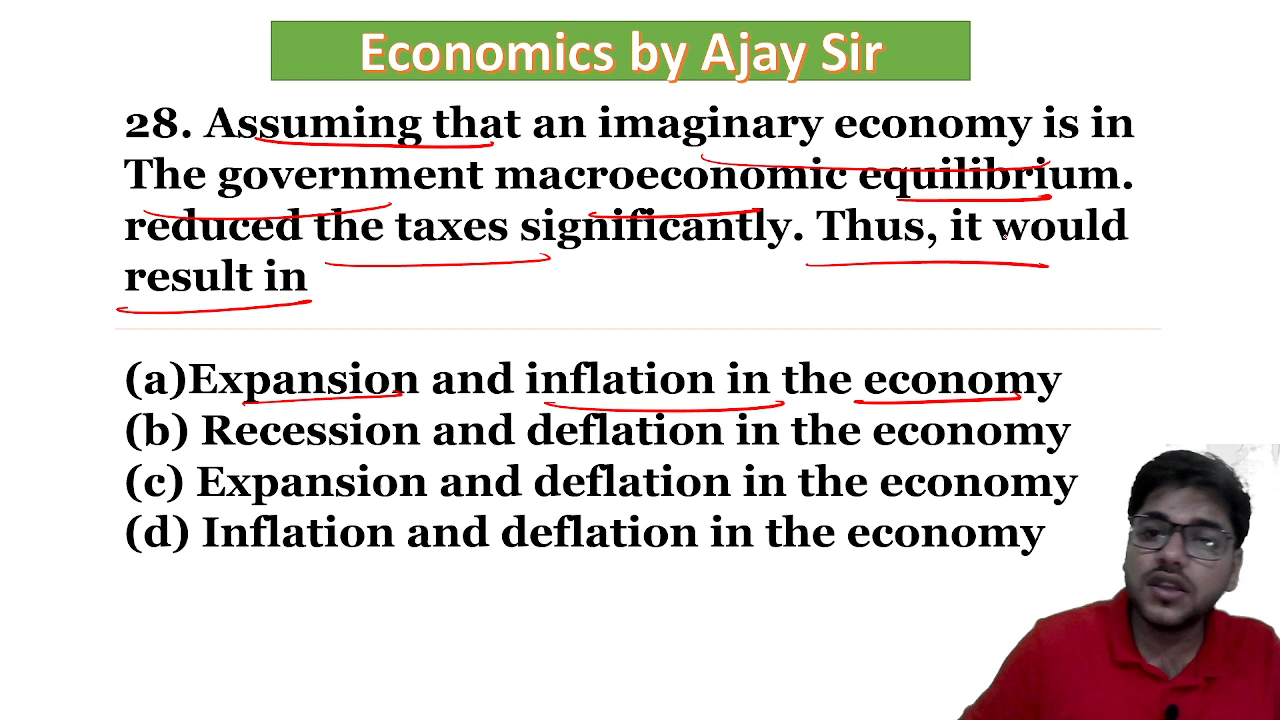 Economics by Ajay Sir
28. Assuming that an imaginary economy is in
The government macroeconomic equilibrium.
reduced the taxes significantly. Thus, it would
result in
(a)Expansion and inflation in the economy
(b) Recession and deflation in the economy
(c) Expansion and deflation in the economy
(d) Inflation and deflation in the economy